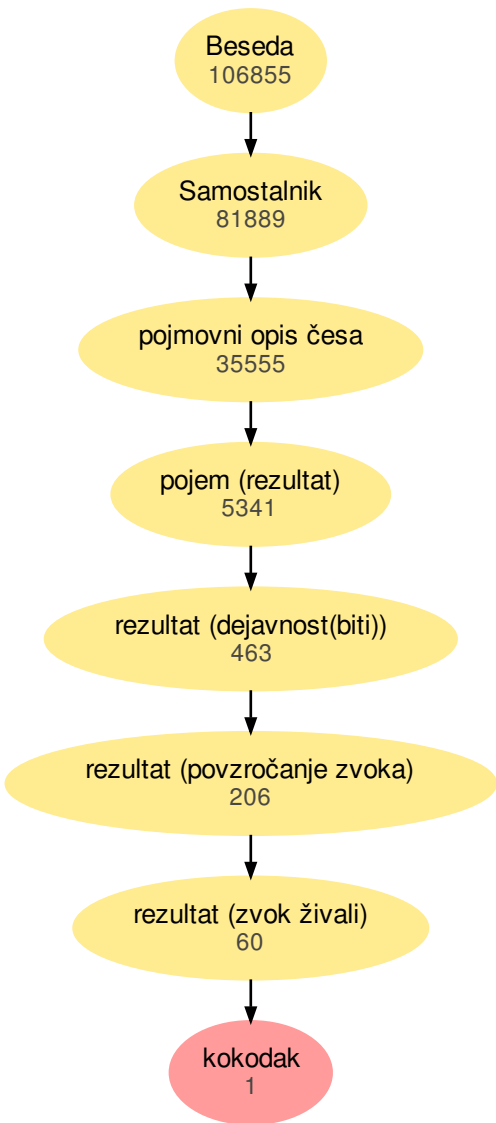 Beseda
106855
Samostalnik
81889
pojmovni opis česa
35555
pojem (rezultat)
5341
rezultat (dejavnost(biti))
463
rezultat (povzročanje zvoka)
206
rezultat (zvok živali)
60
kokodak
1